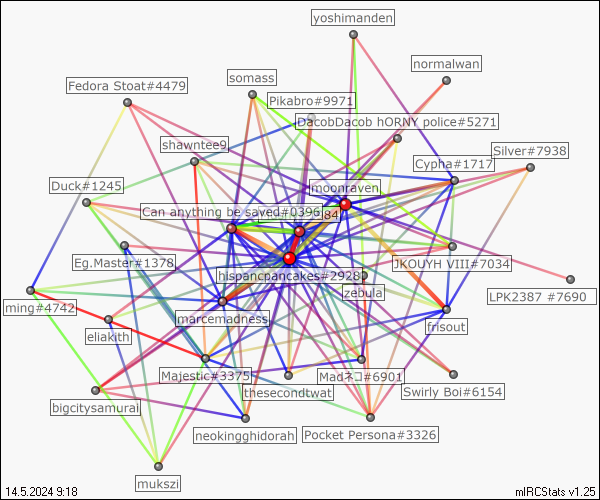 yoshimanden
normalwan
somass
Fedora Stoat#4479
Pikabro#9971
DacobDacob hORNY police#5271
shawntee9
Silver#7938
Cypha#1717
Duck#1245
moonraven
Can anything be sayed#0396
84
Eg.Master#1378
JKOUYH VIII#7034
hispancpancakes#2928
zebula
LPK2387 #7690
ming#4742
marcemadness
eliakith
frisout
Majestic#3375
Madネコ#6901
thesecondtwat
Swirly Boi#6154
bigcitysamurai
neokingghidorah
Pocket Persona#3326
mukszi
14.5.2024 9:18
mIRCStats v1.25